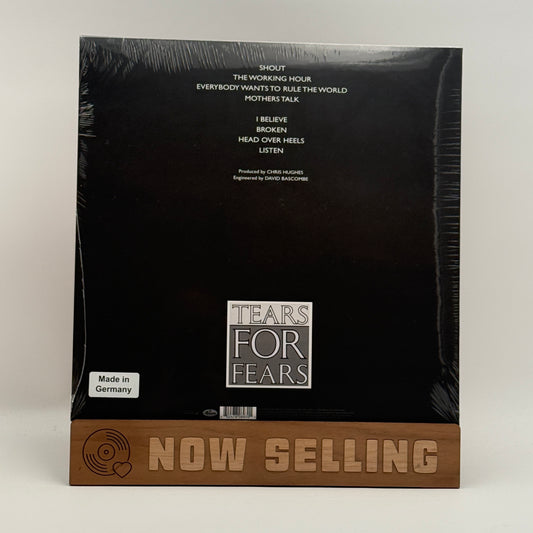 SHOUT
THE WORKING HOUR
EVERYBODY WANTS TO RULE THE WORLD
MOTHERS TALK
I BELIEVE
BROKEN
HEAD OVER HEELS
LISTEN
Produced by CHRIS HUGHES
Engineered by DAVID BASCOMBE
TEARS
FOR
FEARS
Made in
Germany
NOW SELLING